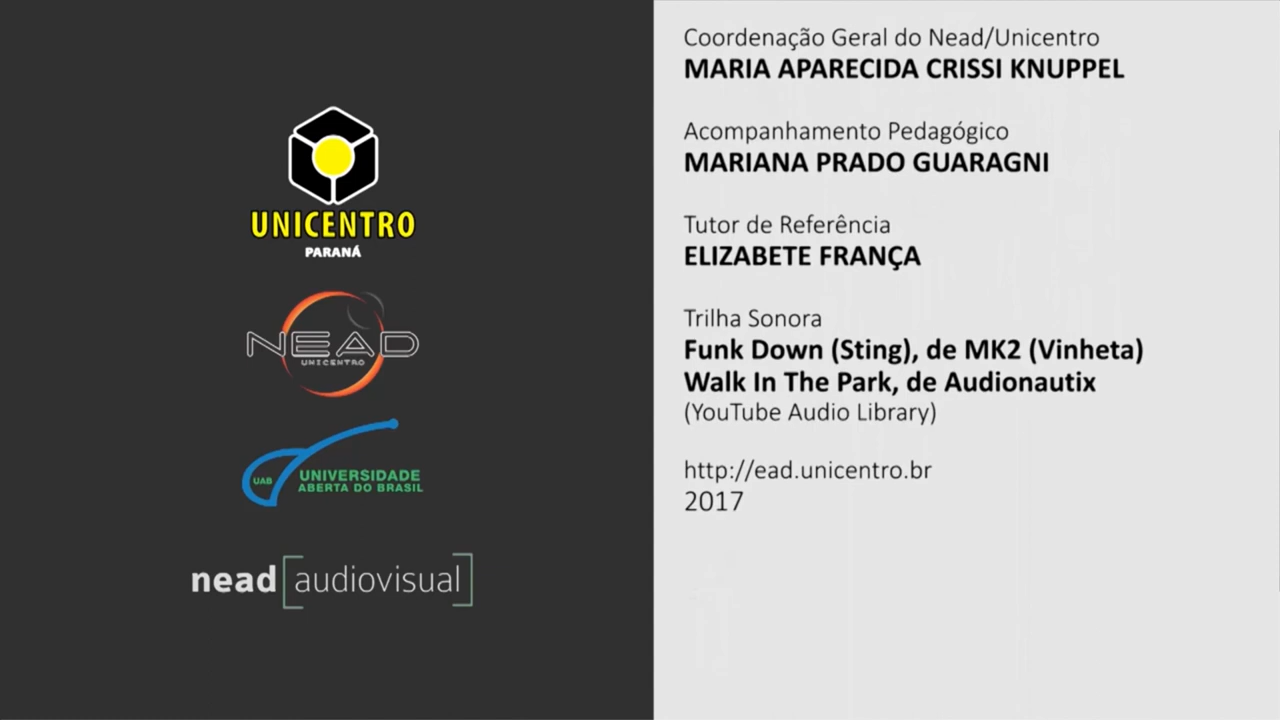 UNICENTRO
PARANÁ
NEAD
UNICENTRO
UAB
UNIVERSIDADE
ABERTA DO BRASIL
nead[audiovisual]
Coordenação Geral do Nead/Unicentro
MARIA APARECIDA CRISSI KNUPPEL
Acompanhamento Pedagógico
MARIANA PRADO GUARAGNI
Tutor de Referência
ELIZABETE FRANÇA
Trilha Sonora
Funk Down (Sting), de MK2 (Vinheta)
Walk In The Park, de Audionautix
(YouTube Audio Library)
http://ead.unicentro.br
2017